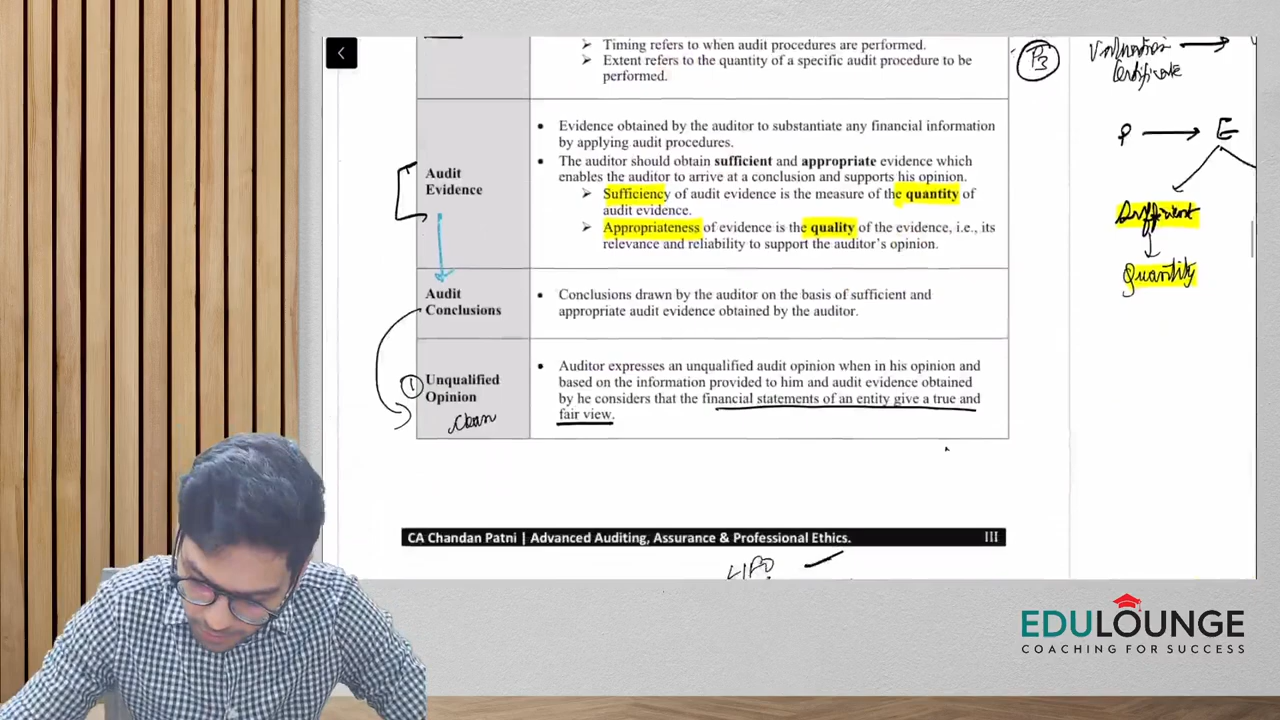 ➢ Timing refers to when audit procedures are performed.
➢ Extent refers to the quantity of a specific audit procedure to be
performed.
P3
Valuation
Certificate
P → E
Audit
Evidence
• Evidence obtained by the auditor to substantiate any financial information
by applying audit procedures.
• The auditor should obtain sufficient and appropriate evidence which
enables the auditor to arrive at a conclusion and supports his opinion.
➢ Sufficiency of audit evidence is the measure of the quantity of
audit evidence.
➢ Appropriateness of evidence is the quality of the evidence, i.e., its
relevance and reliability to support the auditor's opinion.
Sufficient
Quantity
Audit
Conclusions
• Conclusions drawn by the auditor on the basis of sufficient and
appropriate audit evidence obtained by the auditor.
1 Unqualified
Opinion
clean
• Auditor expresses an unqualified audit opinion when in his opinion and
based on the information provided to him and audit evidence obtained
by he considers that the financial statements of an entity give a true and
fair view.
CA Chandan Patni | Advanced Auditing, Assurance & Professional Ethics. III
LIFO
EDULOUNGE
COACHING FOR SUCCESS